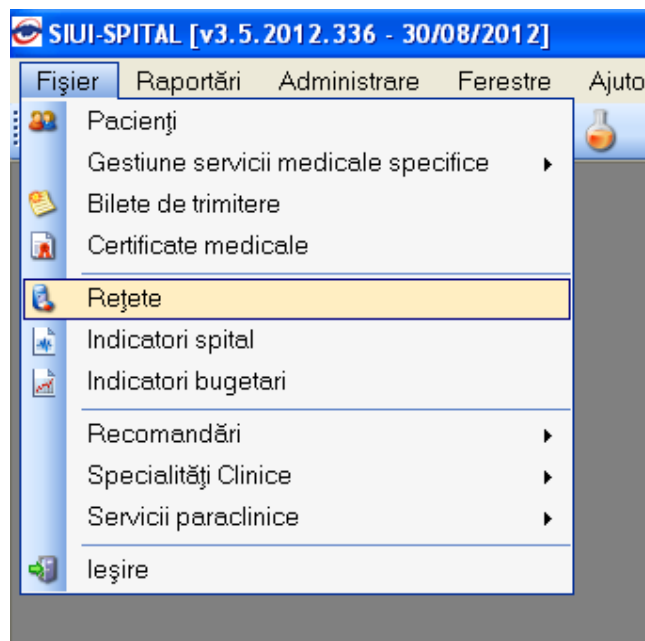 SIUI-SPITAL [v3.5.2012.336 - 30/08/2012]
Fişier Raportări Administrare Ferestre Ajuto
Pacienţi
Gestiune servicii medicale specifice
Bilete de trimitere
Certificate medicale
Reţete
Indicatori spital
Indicatori bugetari
Recomandări
Specialităţi Clinice
Servicii paraclinice
Ieşire